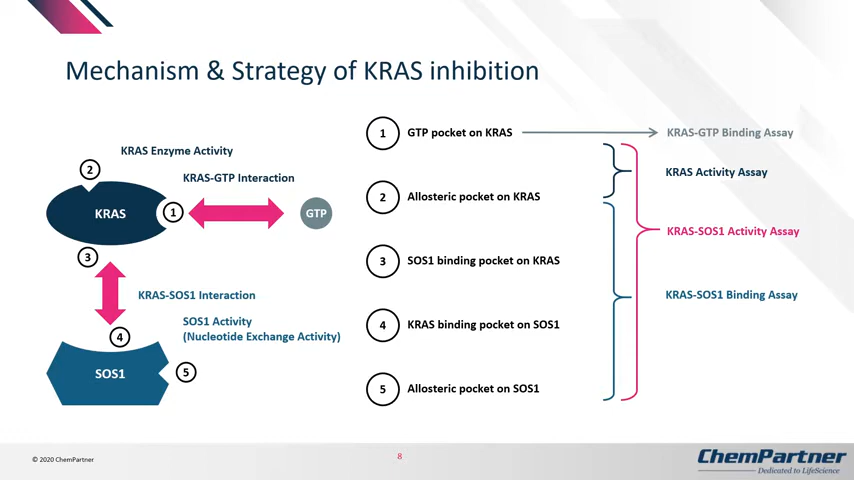 Mechanism & Strategy of KRAS inhibition
KRAS Enzyme Activity
2
KRAS-GTP Interaction
KRAS
1
GTP
3
KRAS-SOS1 Interaction
SOS1 Activity
(Nucleotide Exchange Activity)
4
SOS1
5
1 GTP pocket on KRAS
2 Allosteric pocket on KRAS
3 SOS1 binding pocket on KRAS
4 KRAS binding pocket on SOS1
5 Allosteric pocket on SOS1
KRAS-GTP Binding Assay
KRAS Activity Assay
KRAS-SOS1 Activity Assay
KRAS-SOS1 Binding Assay
© 2020 ChemPartner
8
ChemPartner
Dedicated to LifeScience